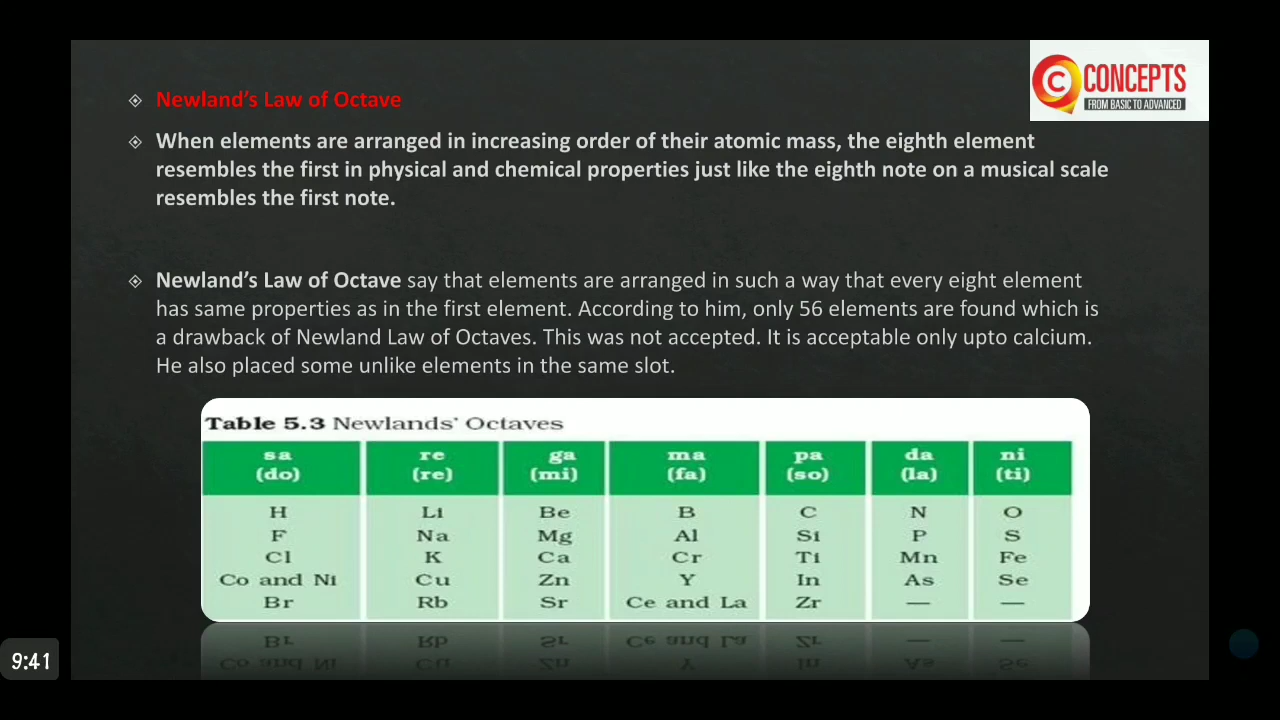 C CONCEPTS
FROM BASIC TO ADVANCED
Newland's Law of Octave
When elements are arranged in increasing order of their atomic mass, the eighth element
resembles the first in physical and chemical properties just like the eighth note on a musical scale
resembles the first note.
Newland's Law of Octave say that elements are arranged in such a way that every eight element
has same properties as in the first element. According to him, only 56 elements are found which is
a drawback of Newland Law of Octaves. This was not accepted. It is acceptable only upto calcium.
He also placed some unlike elements in the same slot.
Table 5.3 Newlands' Octaves
sa re ga ma pa da ni
(do) (re) (mi) (fa) (so) (la) (ti)
H Li Be B C N O
F Na Mg Al Si P S
Cl K Ca Cr Ti Mn Fe
Co and Ni Cu Zn Y In As Se
Br Rb Sr Ce and La Zr — —
9:41